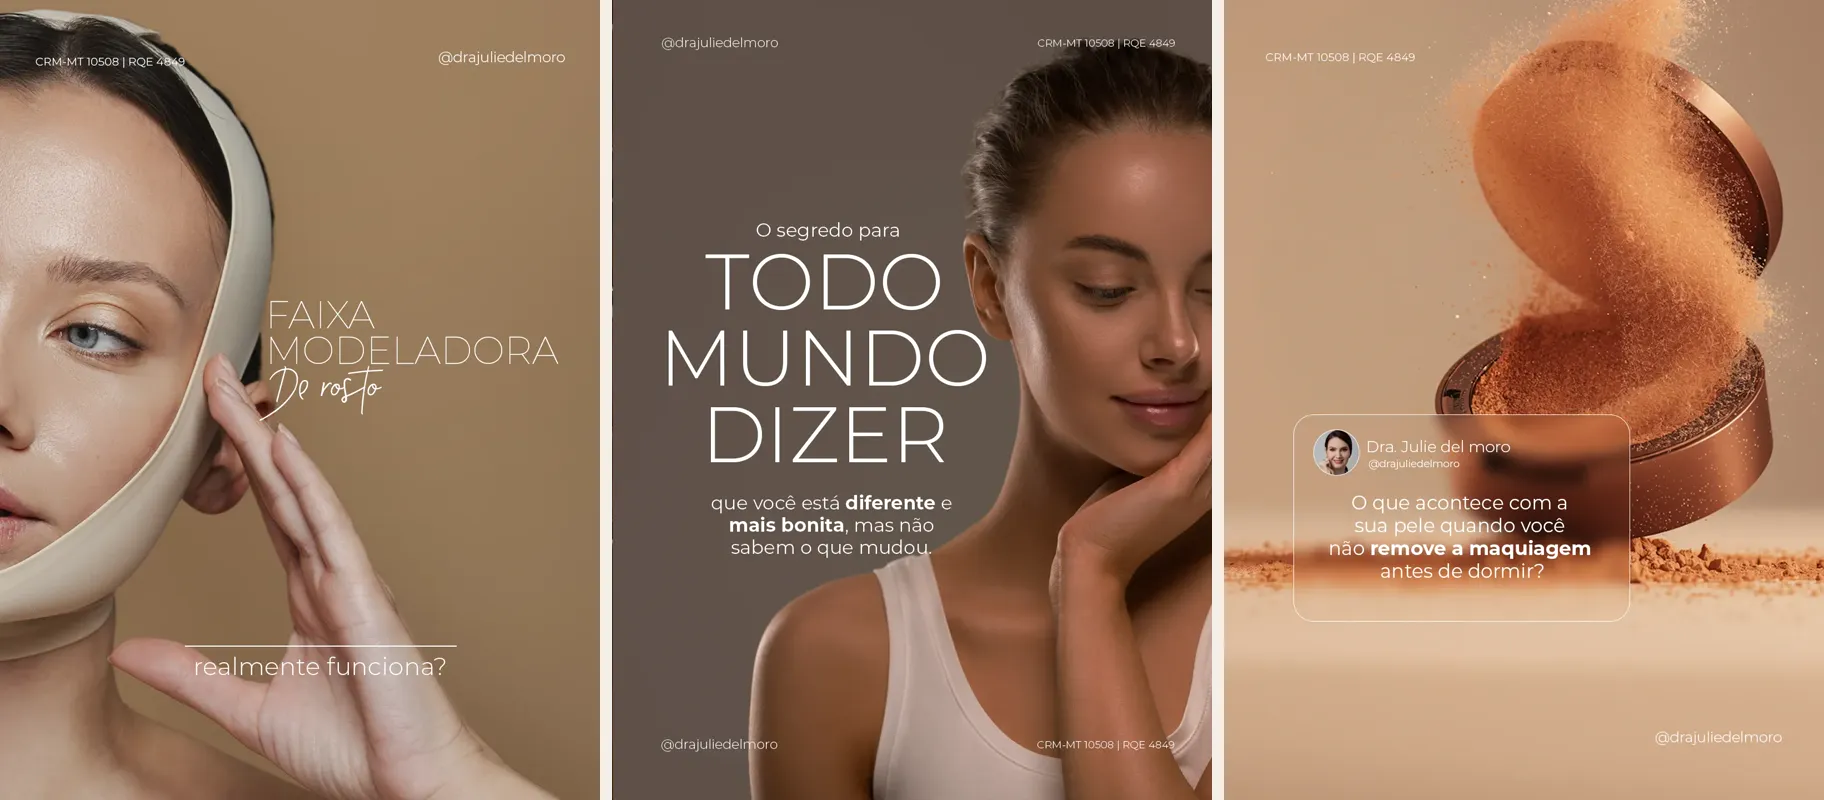 CRM-MT 10508 | RQE 4849
@drajuliedelmoro
FAIXA
MODELADORA
De rosto
realmente funciona?
@drajuliedelmoro
CRM-MT 10508 | RQE 4849
O segredo para
TODO
MUNDO
DIZER
que você está diferente e
mais bonita, mas não
sabem o que mudou.
@drajuliedelmoro
CRM-MT 10508 | RQE 4849
CRM-MT 10508 | RQE 4849
Dra. Julie del moro
@drajuliedelmoro
O que acontece com a
sua pele quando você
não remove a maquiagem
antes de dormir?
@drajuliedelmoro